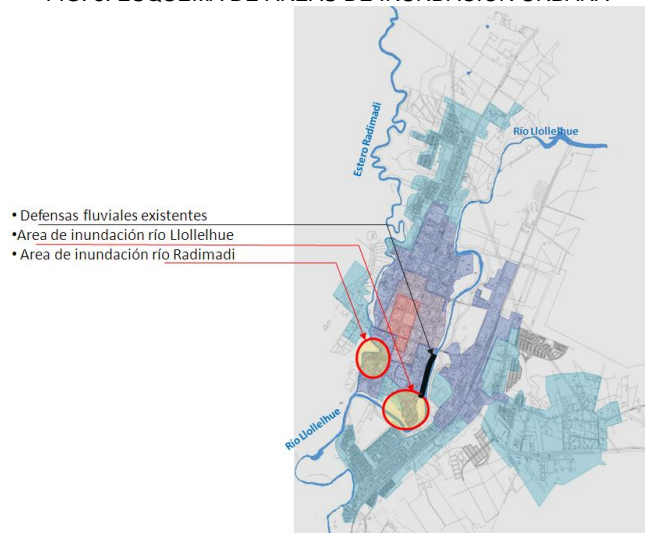 Estero Radimadi
Río Llollelhue
• Defensas fluviales existentes
•Area de inundación río Llollelhue
• Area de inundación río Radimadi
Río Llollelhue